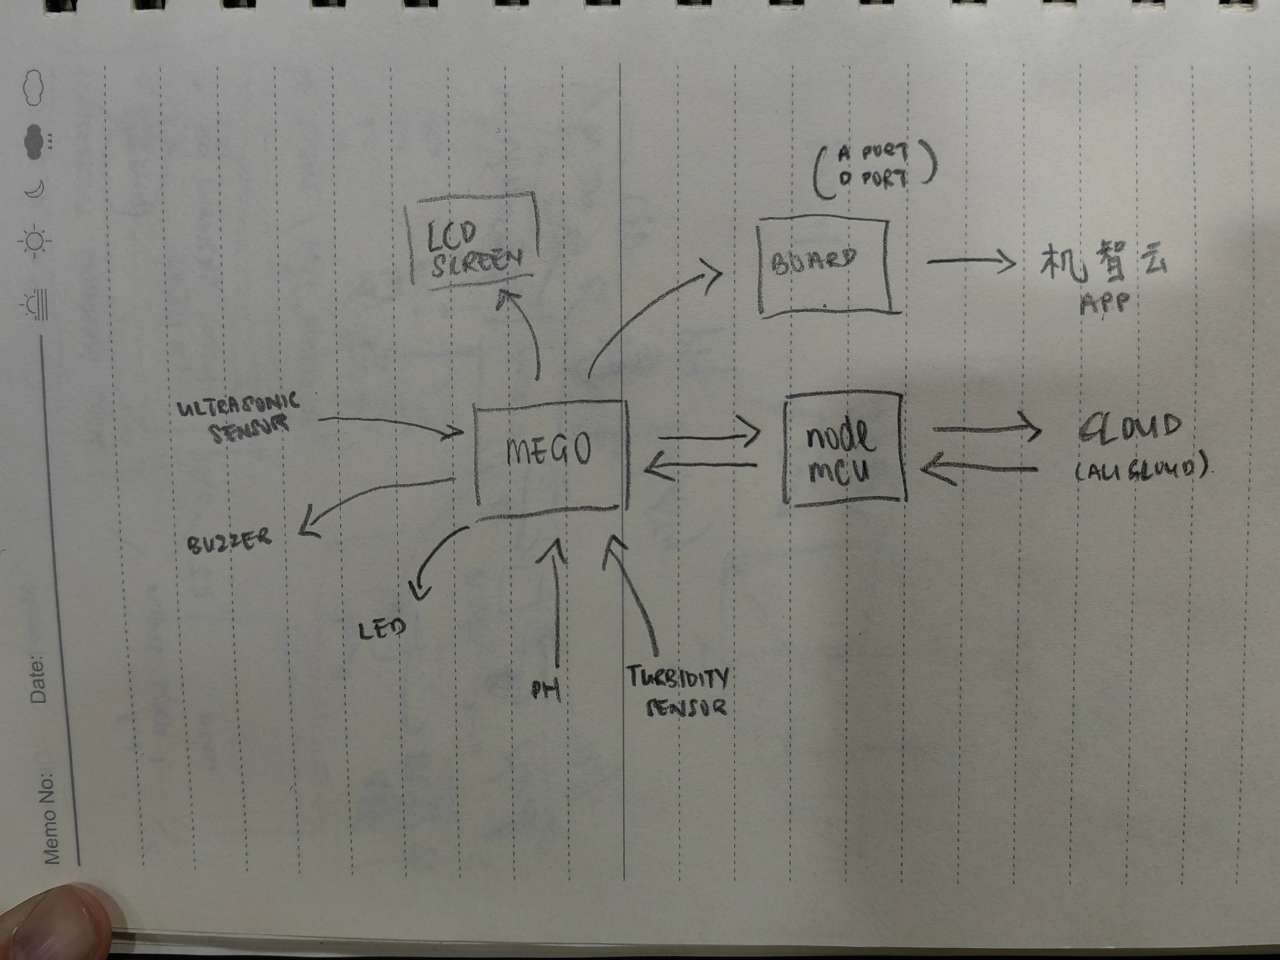 ( A PORT
D PORT )
LCD
SCREEN
BOARD
机智云
APP
ULTRASONIC
SENSOR
MEGO
node
mcu
CLOUD
(ALI CLOUD)
BUZZER
LED
PH
TURBIDITY
SENSOR
Date:
Memo No: